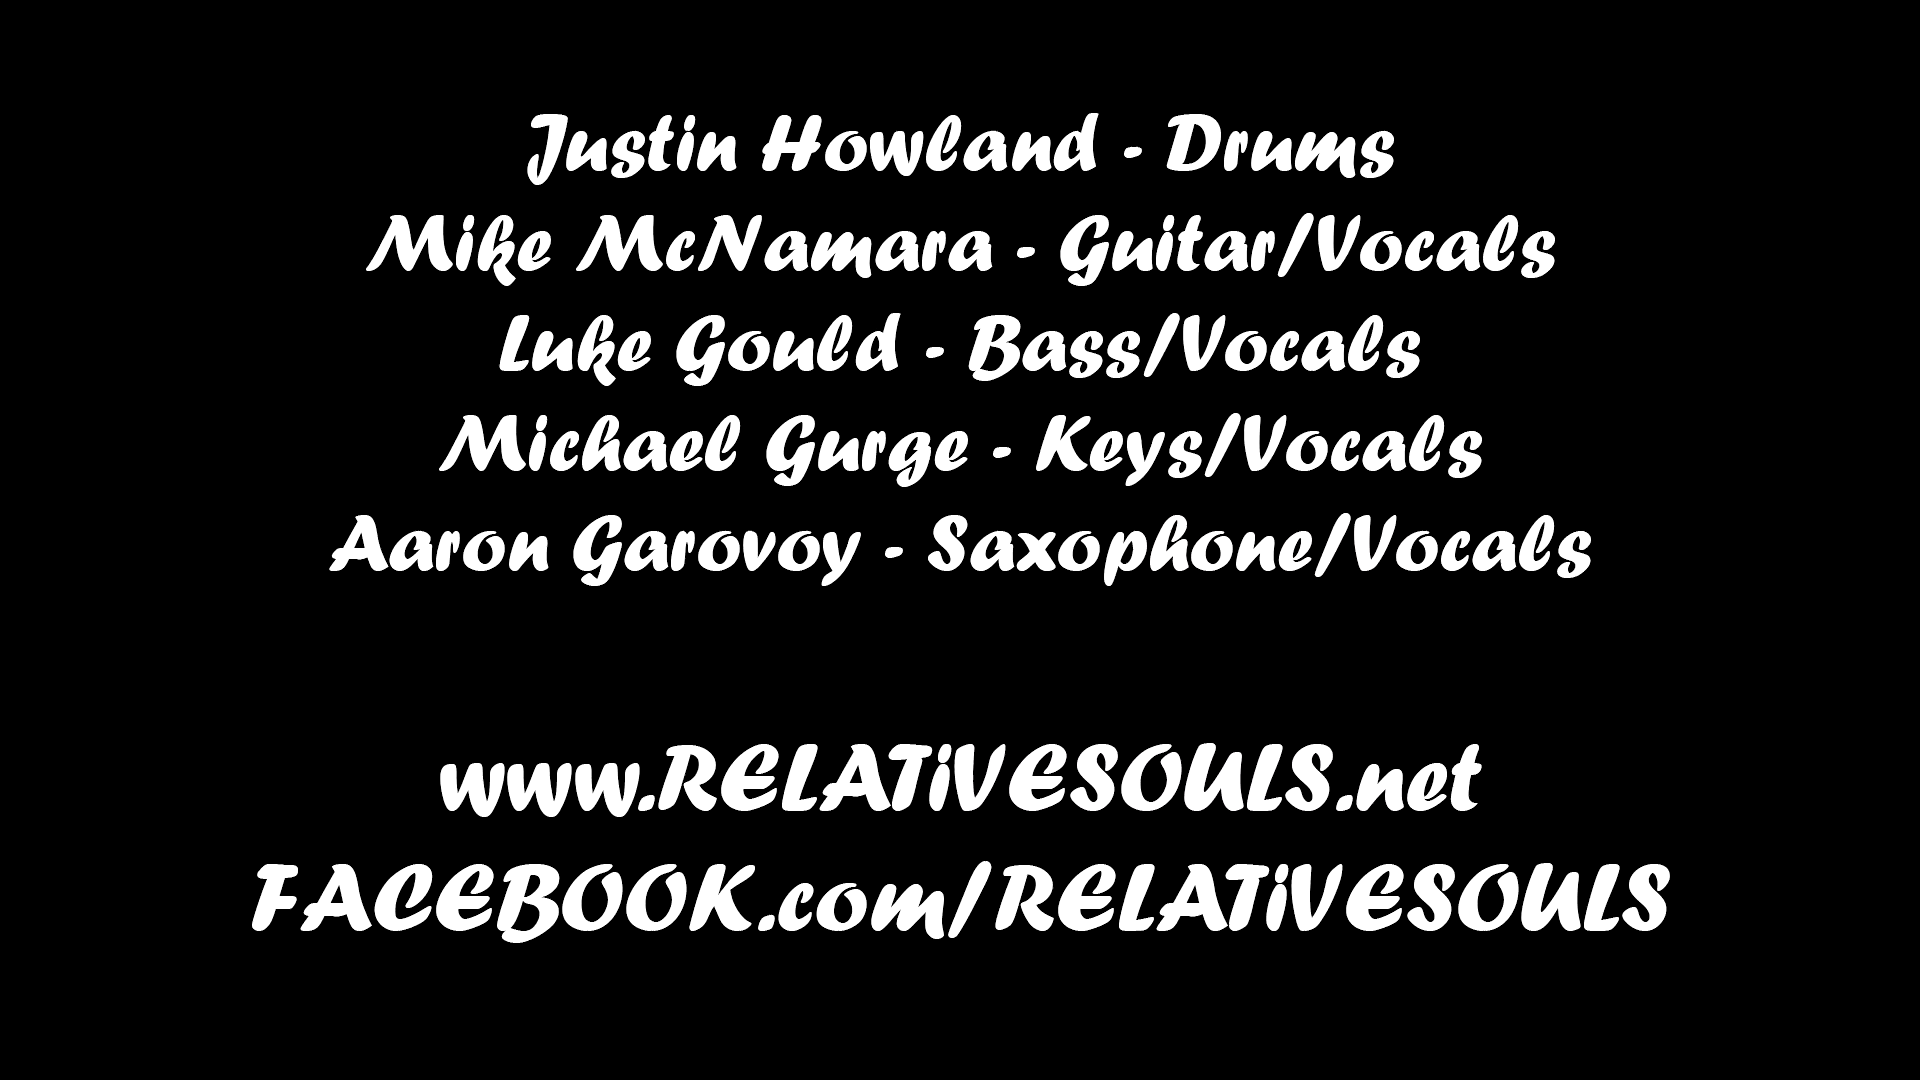 Justin Howland - Drums
Mike McNamara - Guitar/Vocals
Luke Gould - Bass/Vocals
Michael Gurge - Keys/Vocals
Aaron Garovoy - Saxophone/Vocals
www.RELATiVESOULS.net
FACEBOOK.com/RELATiVESOULS